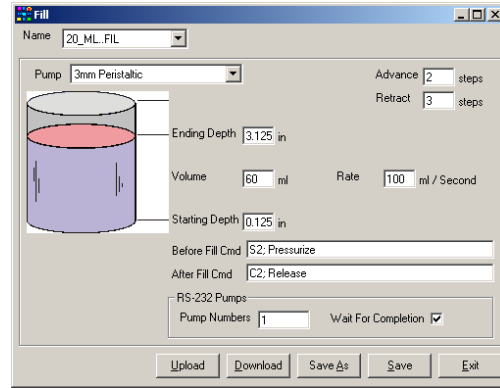 Fill
Name 20_ML..FIL
Pump 3mm Peristaltic Advance 2 steps
Retract 3 steps
Ending Depth 3.125 in
Volume 60 ml Rate 100 ml / Second
Starting Depth 0.125 in
Before Fill Cmd S2; Pressurize
After Fill Cmd C2; Release
RS-232 Pumps
Pump Numbers 1 Wait For Completion
Upload Download Save As Save Exit